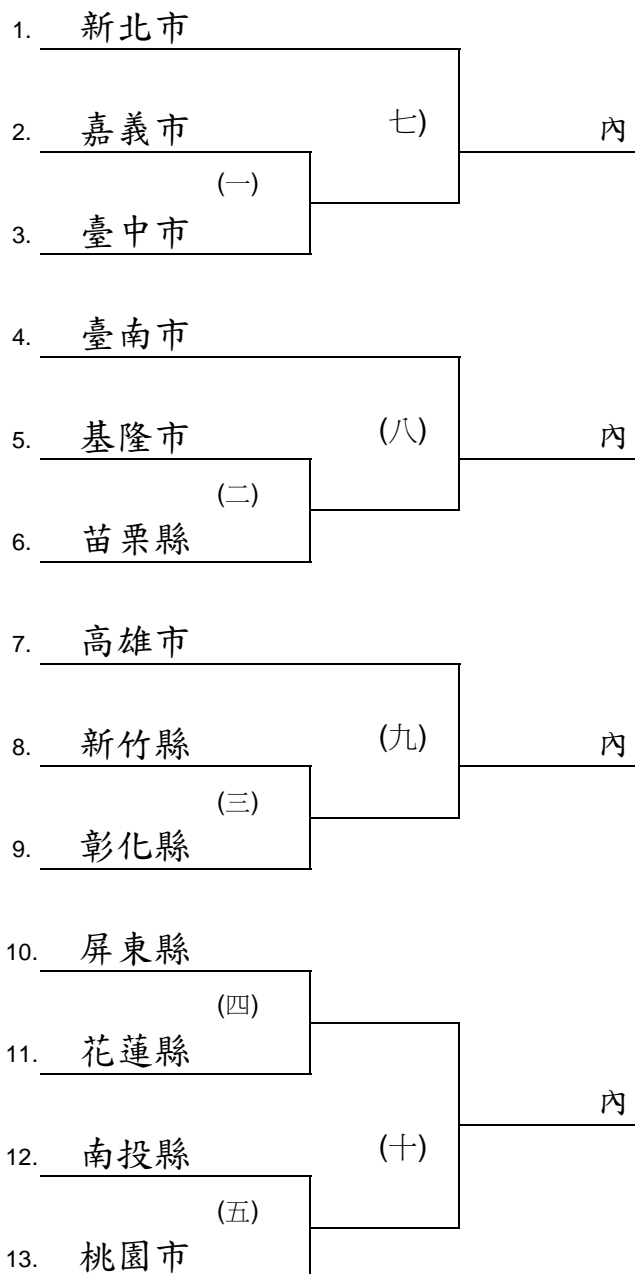 1. 新北市
七)
2. 嘉義市
內
(一)
3. 臺中市
4. 臺南市
(八)
5. 基隆市
內
(二)
6. 苗栗縣
7. 高雄市
(九)
8. 新竹縣
內
(三)
9. 彰化縣
10. 屏東縣
(四)
11. 花蓮縣
內
(十)
12. 南投縣
(五)
13. 桃園市